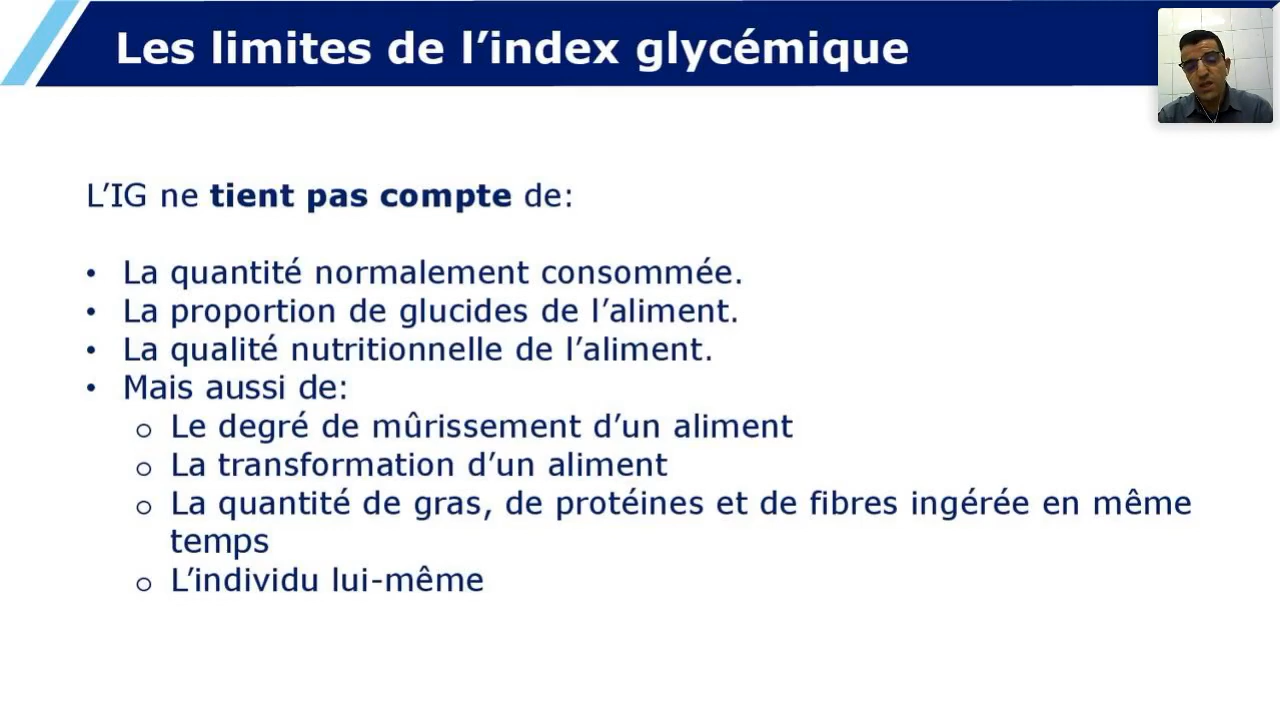 Les limites de l’index glycémique
L’IG ne tient pas compte de:
• La quantité normalement consommée.
• La proportion de glucides de l’aliment.
• La qualité nutritionnelle de l’aliment.
• Mais aussi de:
o Le degré de mûrissement d’un aliment
o La transformation d’un aliment
o La quantité de gras, de protéines et de fibres ingérée en même
temps
o L’individu lui-même